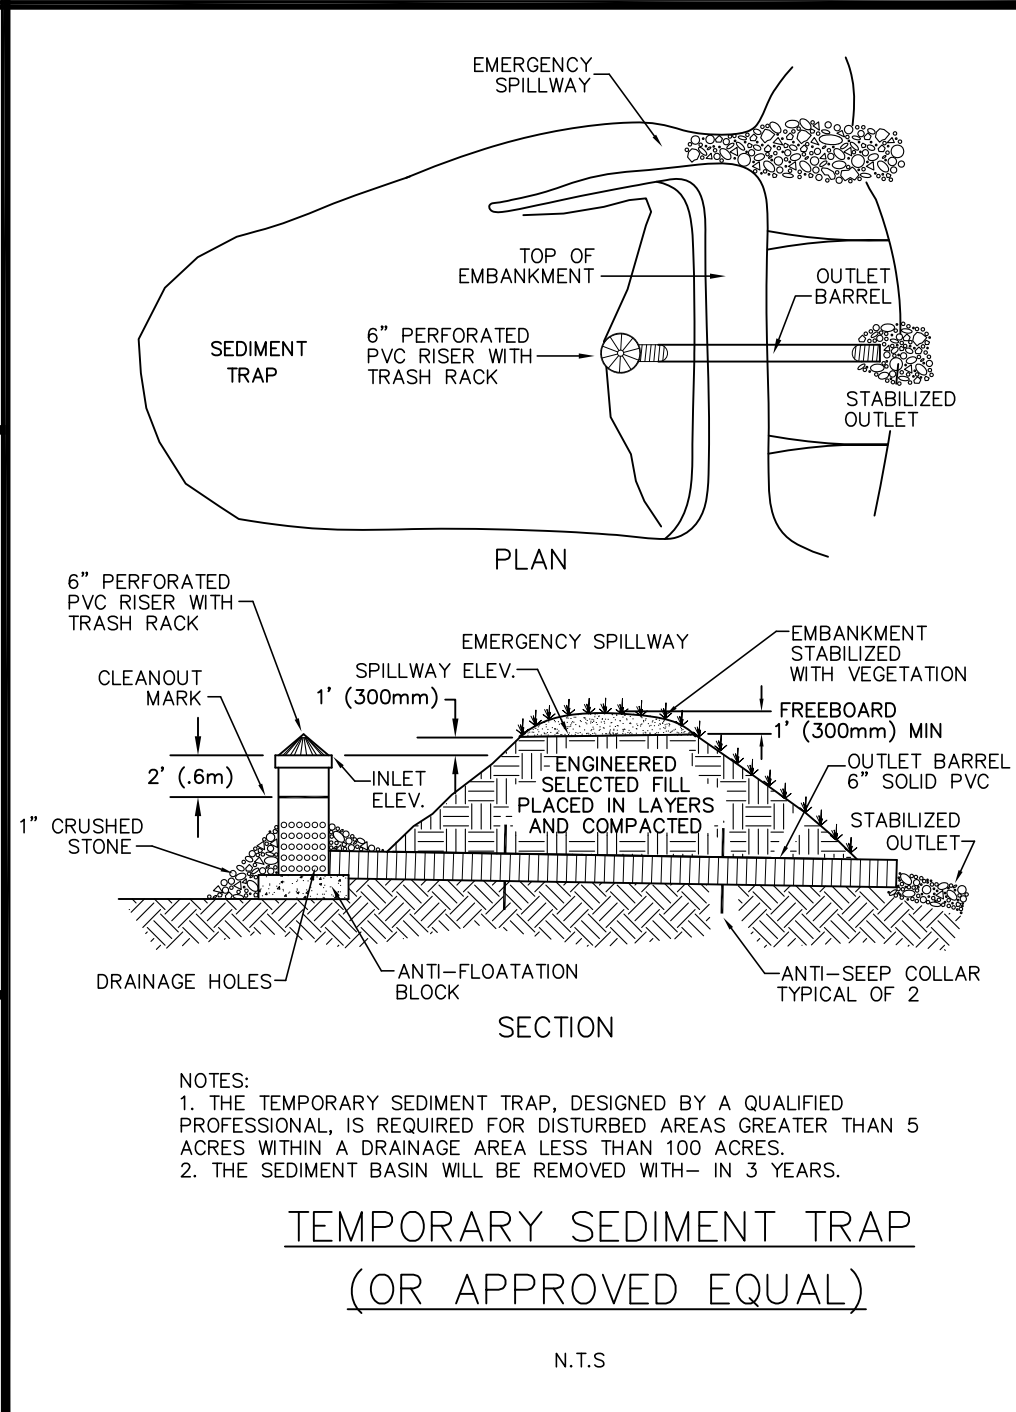 EMERGENCY
SPILLWAY
TOP OF
EMBANKMENT
OUTLET
BARREL
6” PERFORATED
PVC RISER WITH
TRASH RACK
SEDIMENT
TRAP
STABILIZED
OUTLET
PLAN
6” PERFORATED
PVC RISER WITH
TRASH RACK
EMERGENCY SPILLWAY
EMBANKMENT
STABILIZED
WITH VEGETATION
CLEANOUT
MARK
SPILLWAY ELEV.
1’ (300mm)
FREEBOARD
1’ (300mm) MIN
2’ (.6m)
INLET
ELEV.
ENGINEERED
SELECTED FILL
PLACED IN LAYERS
AND COMPACTED
OUTLET BARREL
6” SOLID PVC
1” CRUSHED
STONE
STABILIZED
OUTLET
DRAINAGE HOLES
ANTI-FLOATATION
BLOCK
ANTI-SEEP COLLAR
TYPICAL OF 2
SECTION
NOTES:
1. THE TEMPORARY SEDIMENT TRAP, DESIGNED BY A QUALIFIED
PROFESSIONAL, IS REQUIRED FOR DISTURBED AREAS GREATER THAN 5
ACRES WITHIN A DRAINAGE AREA LESS THAN 100 ACRES.
2. THE SEDIMENT BASIN WILL BE REMOVED WITH- IN 3 YEARS.
TEMPORARY SEDIMENT TRAP
(OR APPROVED EQUAL)
N.T.S